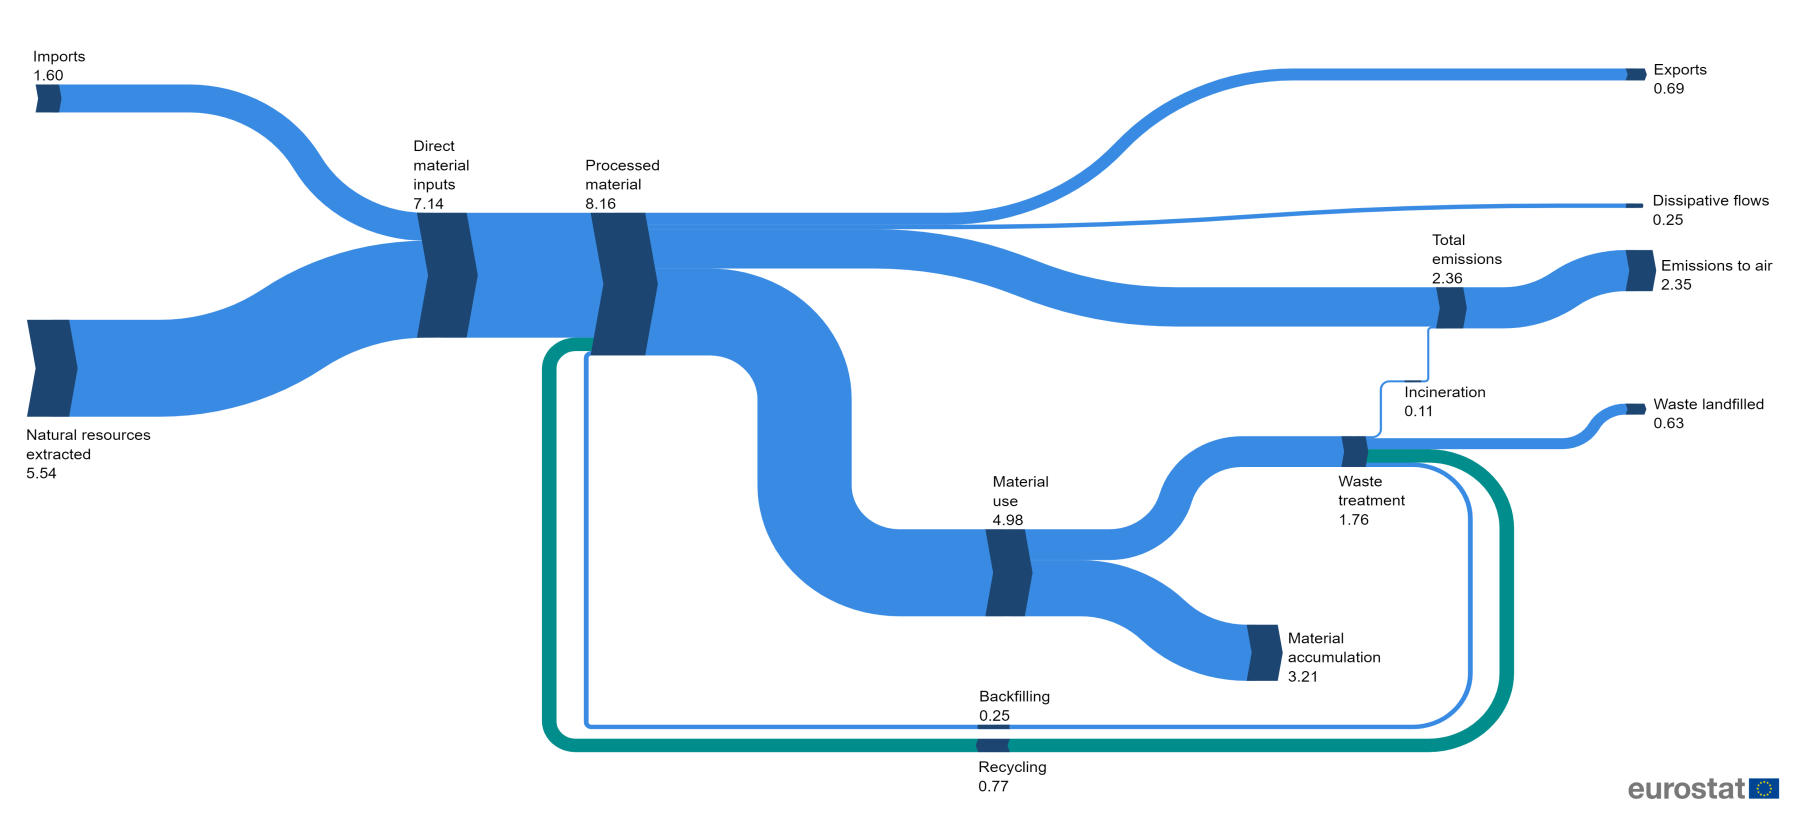 Imports
1.60
Exports
0.69
Direct
material
inputs
7.14
Processed
material
8.16
Dissipative flows
0.25
Total
emissions
2.36
Emissions to air
2.35
Incineration
0.11
Waste landfilled
0.63
Natural resources
extracted
5.54
Material
use
4.98
Waste
treatment
1.76
Material
accumulation
3.21
Backfilling
0.25
Recycling
0.77
eurostat